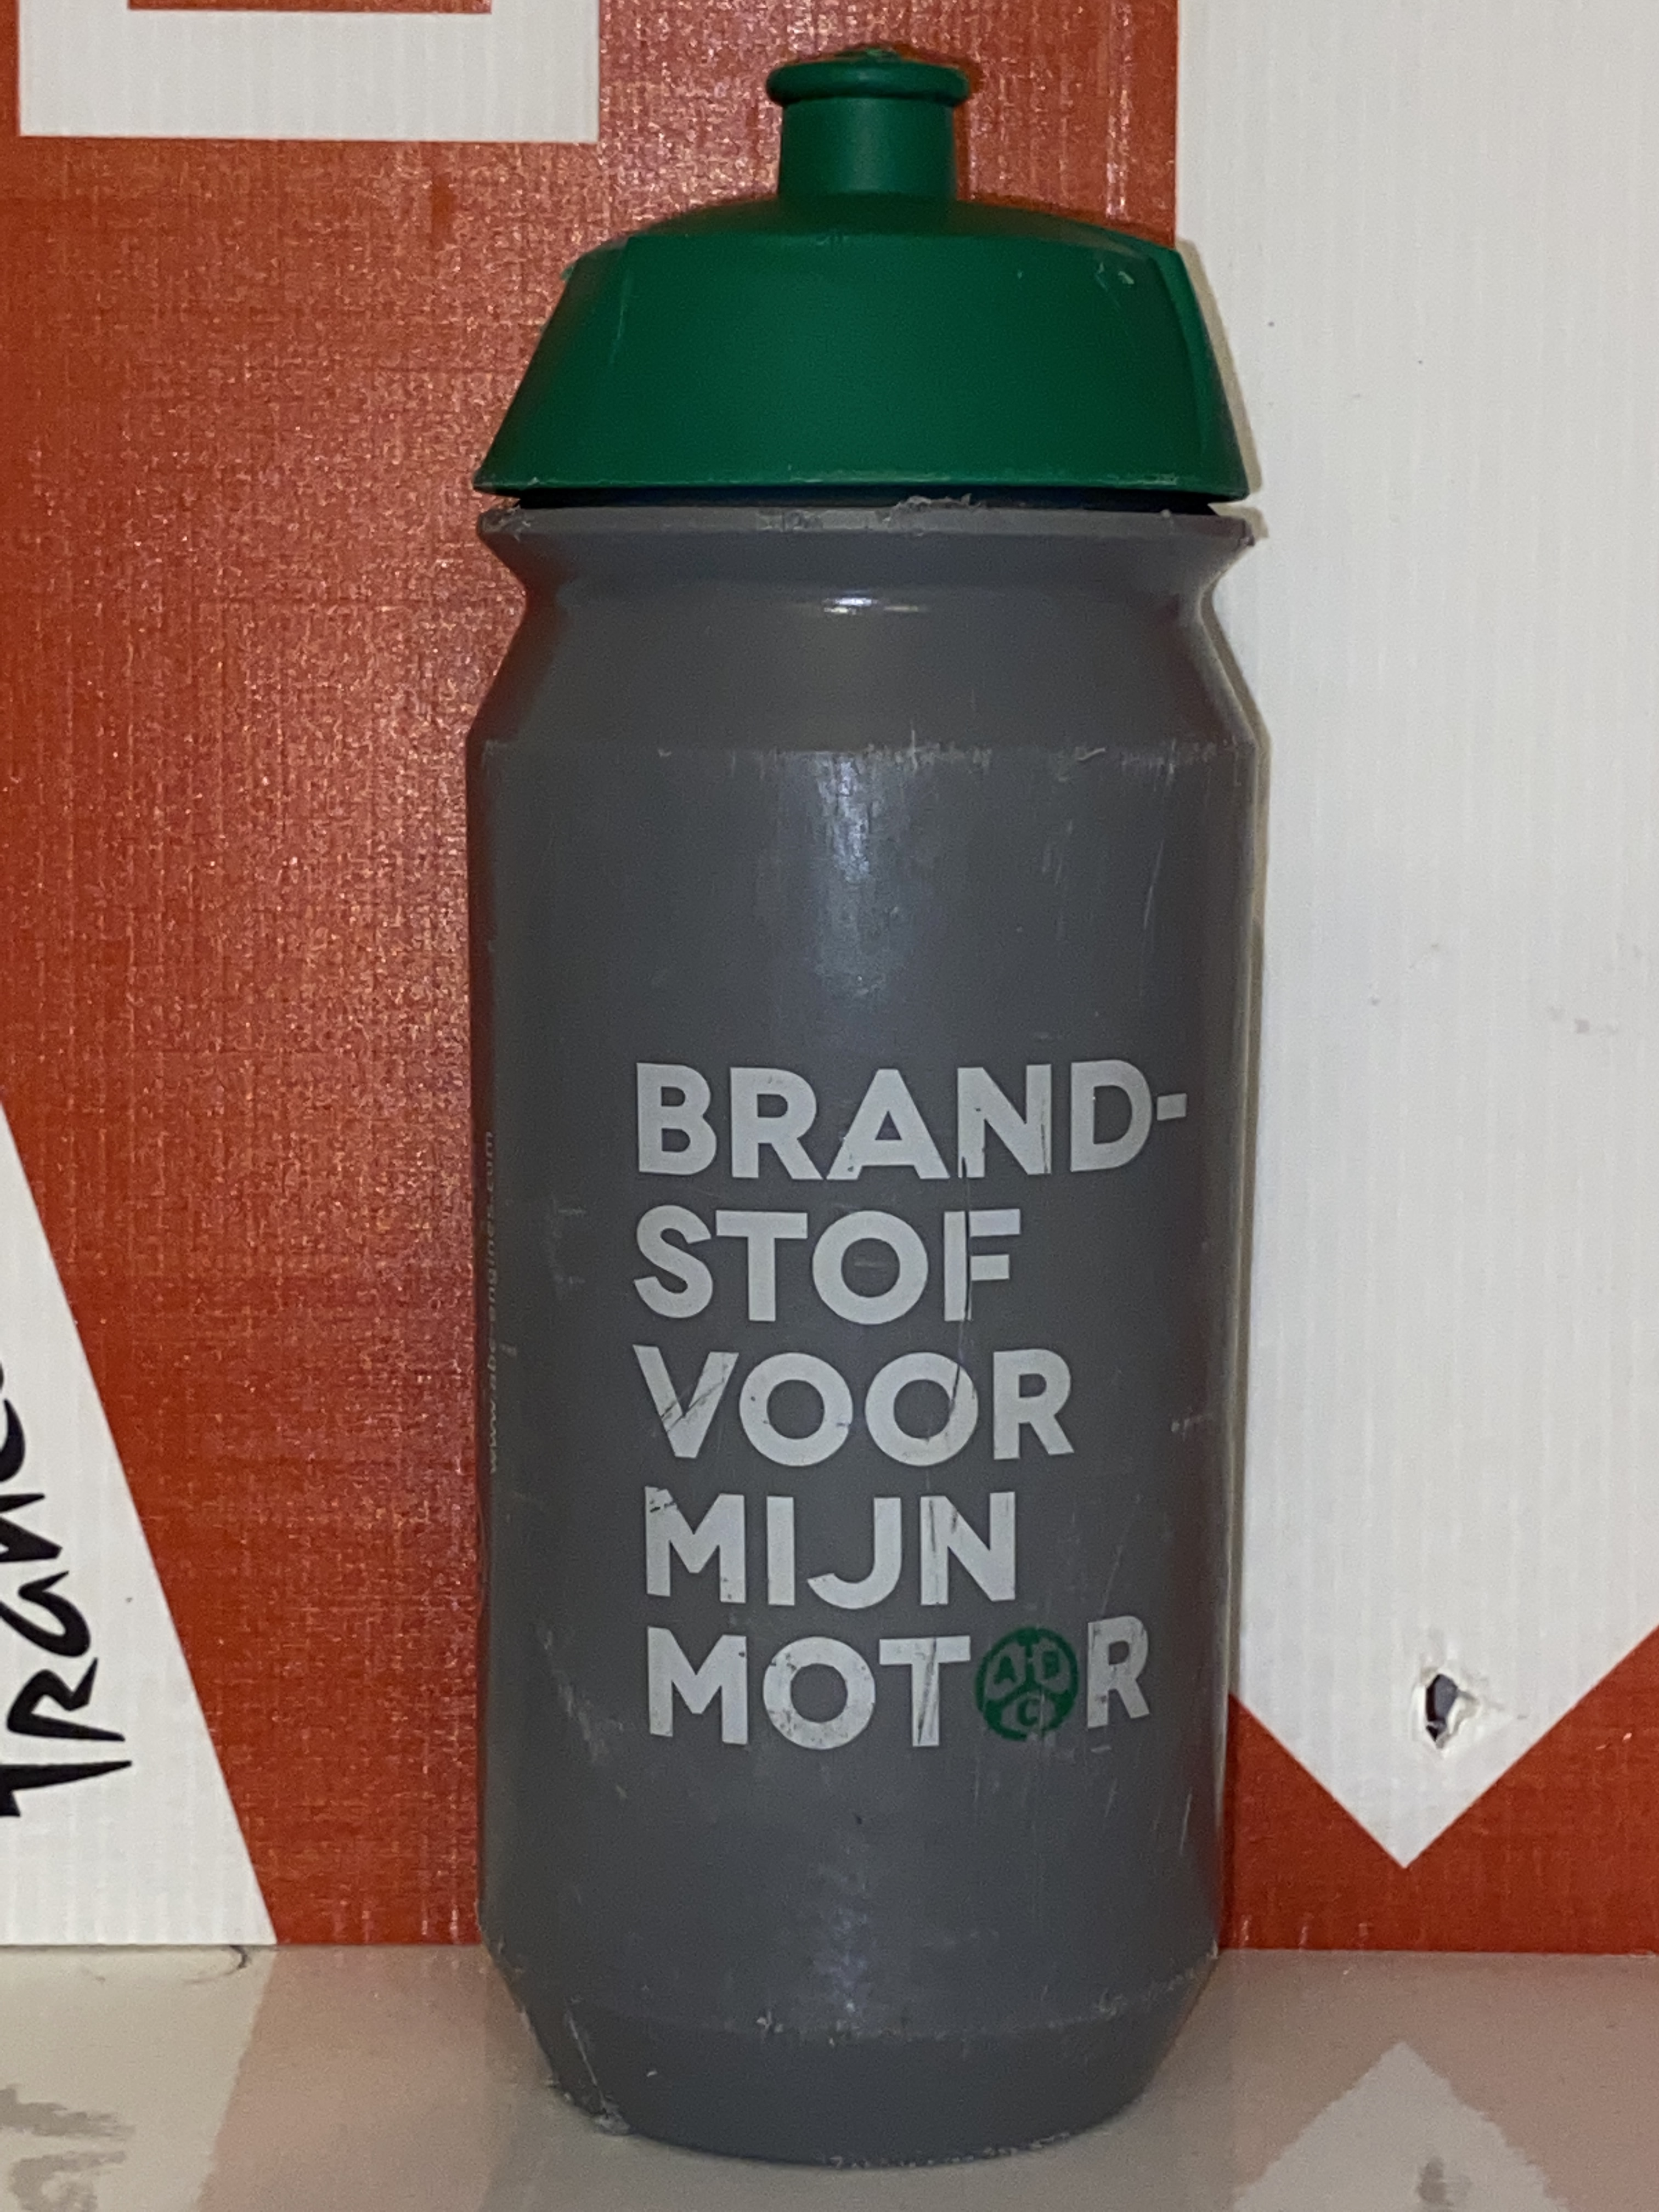 BRAND-
STOF
VOOR
MIJN
MOTOR
A B
C